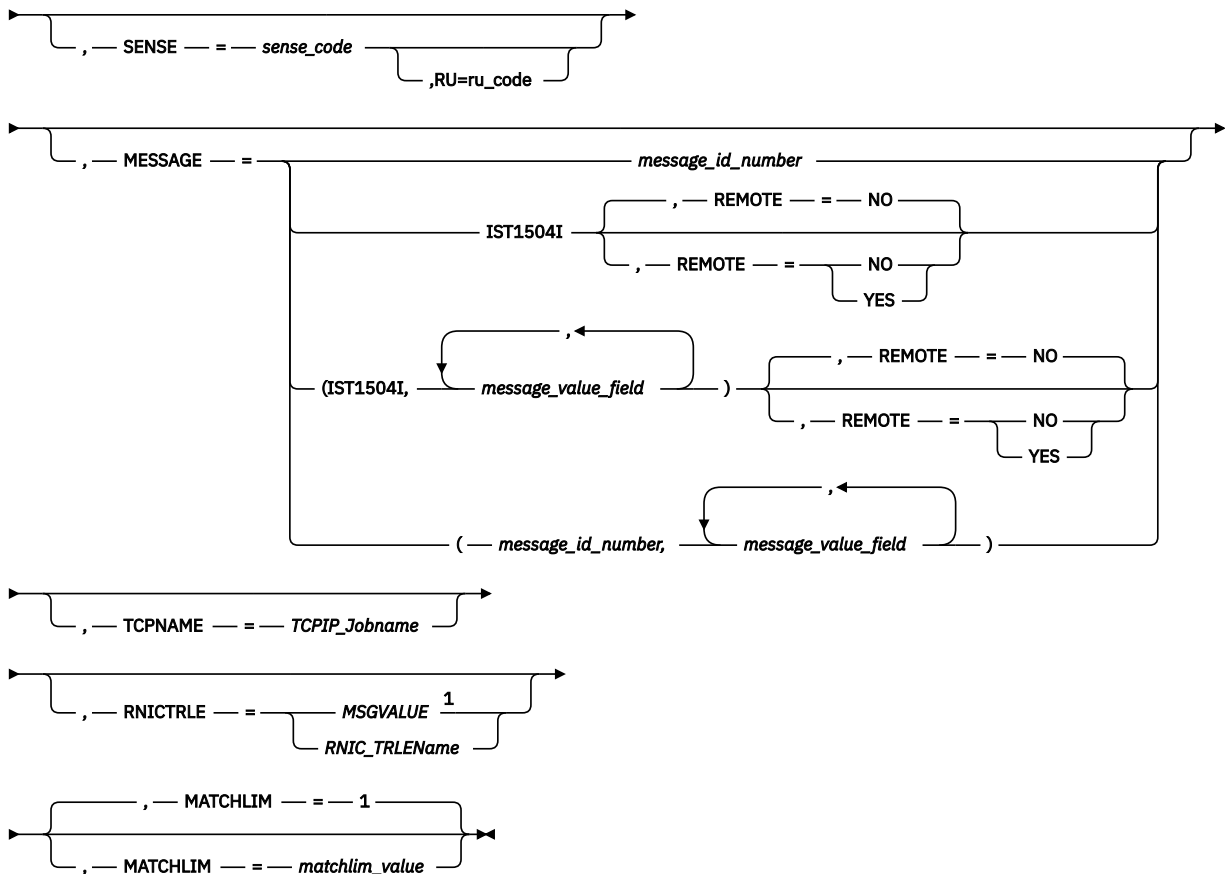 , SENSE = sense_code
,RU=ru_code
, MESSAGE = message_id_number
, REMOTE = NO
IST1504I
, REMOTE = NO
YES
,
, REMOTE = NO
(IST1504I, message_value_field )
, REMOTE = NO
YES
,
( message_id_number, message_value_field )
, TCPNAME = TCPIP_Jobname
, RNICTRLE = MSGVALUE 1
RNIC_TRLEName
, MATCHLIM = 1
, MATCHLIM = matchlim_value